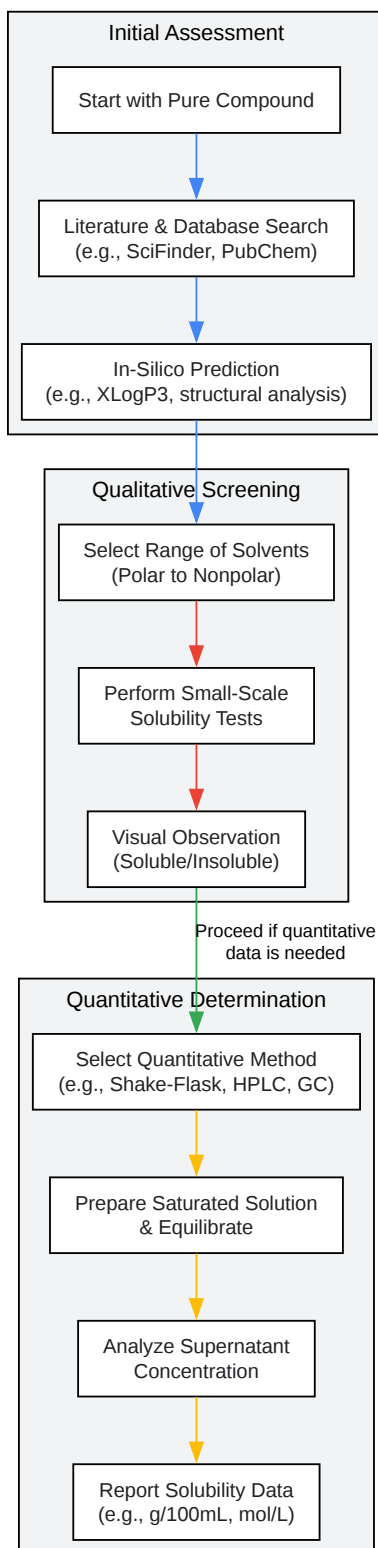 Initial Assessment
Start with Pure Compound
Literature & Database Search
(e.g., SciFinder, PubChem)
In-Silico Prediction
(e.g., XLogP3, structural analysis)
Qualitative Screening
Select Range of Solvents
(Polar to Nonpolar)
Perform Small-Scale
Solubility Tests
Visual Observation
(Soluble/Insoluble)
Proceed if quantitative
data is needed
Quantitative Determination
Select Quantitative Method
(e.g., Shake-Flask, HPLC, GC)
Prepare Saturated Solution
& Equilibrate
Analyze Supernatant
Concentration
Report Solubility Data
(e.g., g/100mL, mol/L)